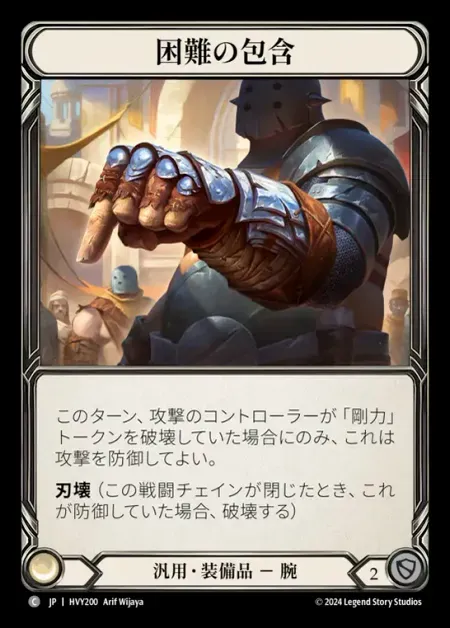 困難の包含
このターン、攻撃のコントローラーが「剛力」
トークンを破壊していた場合にのみ、これは
攻撃を防御してよい。
刃壊（この戦闘チェインが閉じたとき、これ
が防御していた場合、破壊する）
汎用・装備品 － 腕
2
C JP | HVY200 Arif Wijaya
© 2024 Legend Story Studios